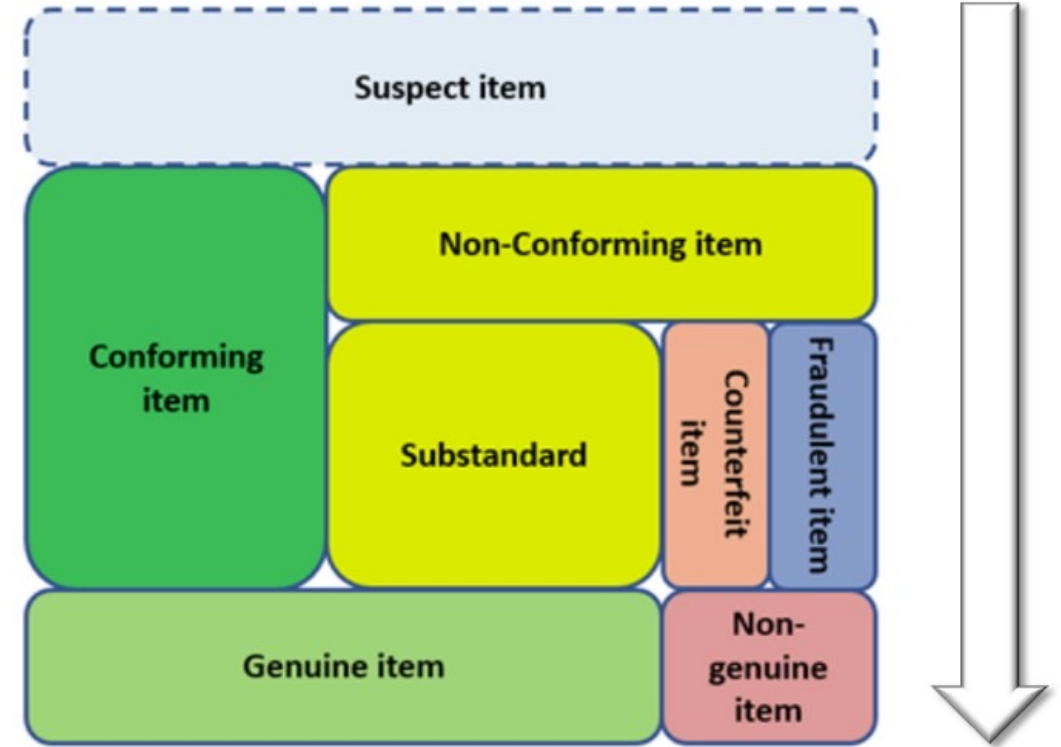 Suspect item
Non-Conforming item
Conforming
item
Substandard
Counterfeit
item
Fraudulent item
Genuine item
Non-
genuine
item